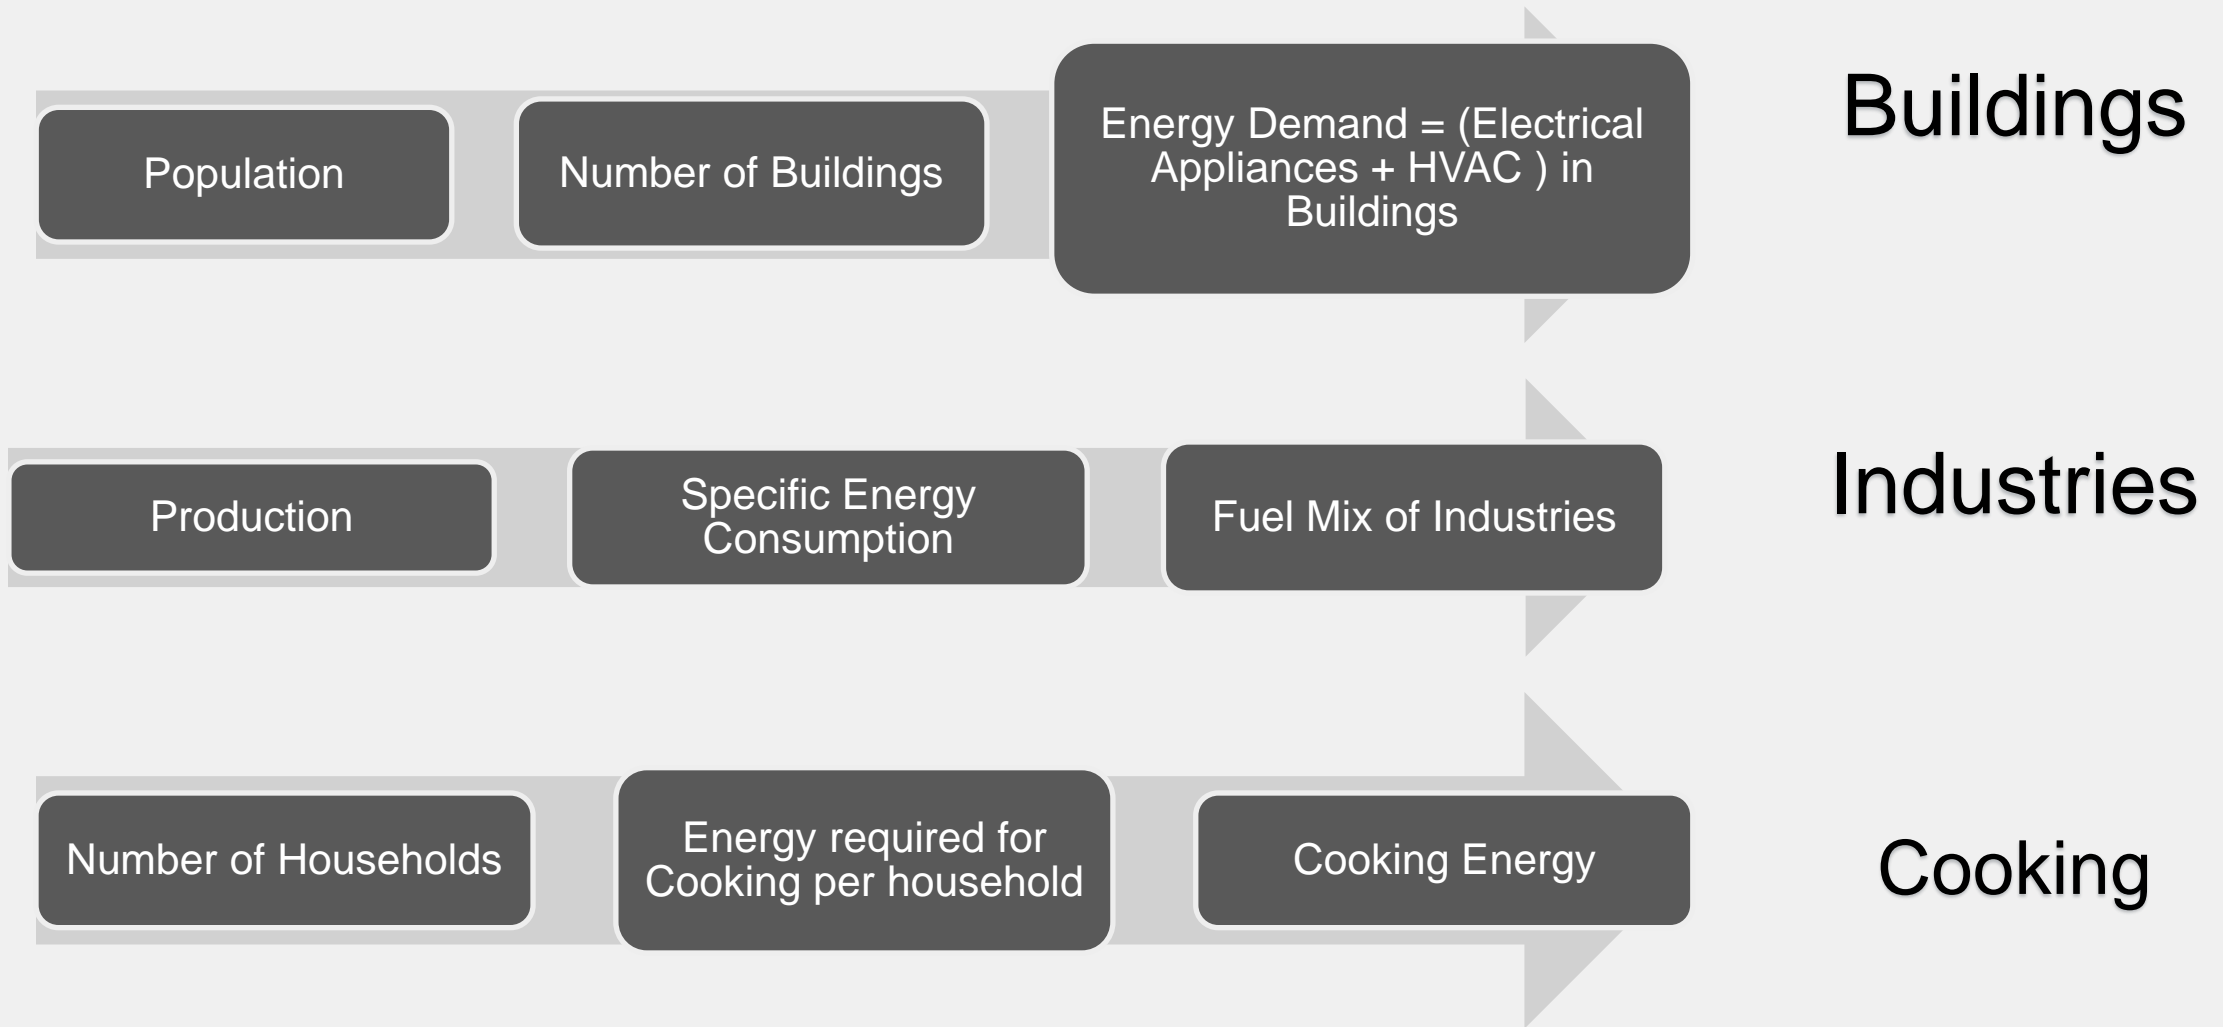 Population
Number of Buildings
Energy Demand = (Electrical
Appliances + HVAC ) in
Buildings
Buildings
Production
Specific Energy
Consumption
Fuel Mix of Industries
Industries
Number of Households
Energy required for
Cooking per household
Cooking Energy
Cooking